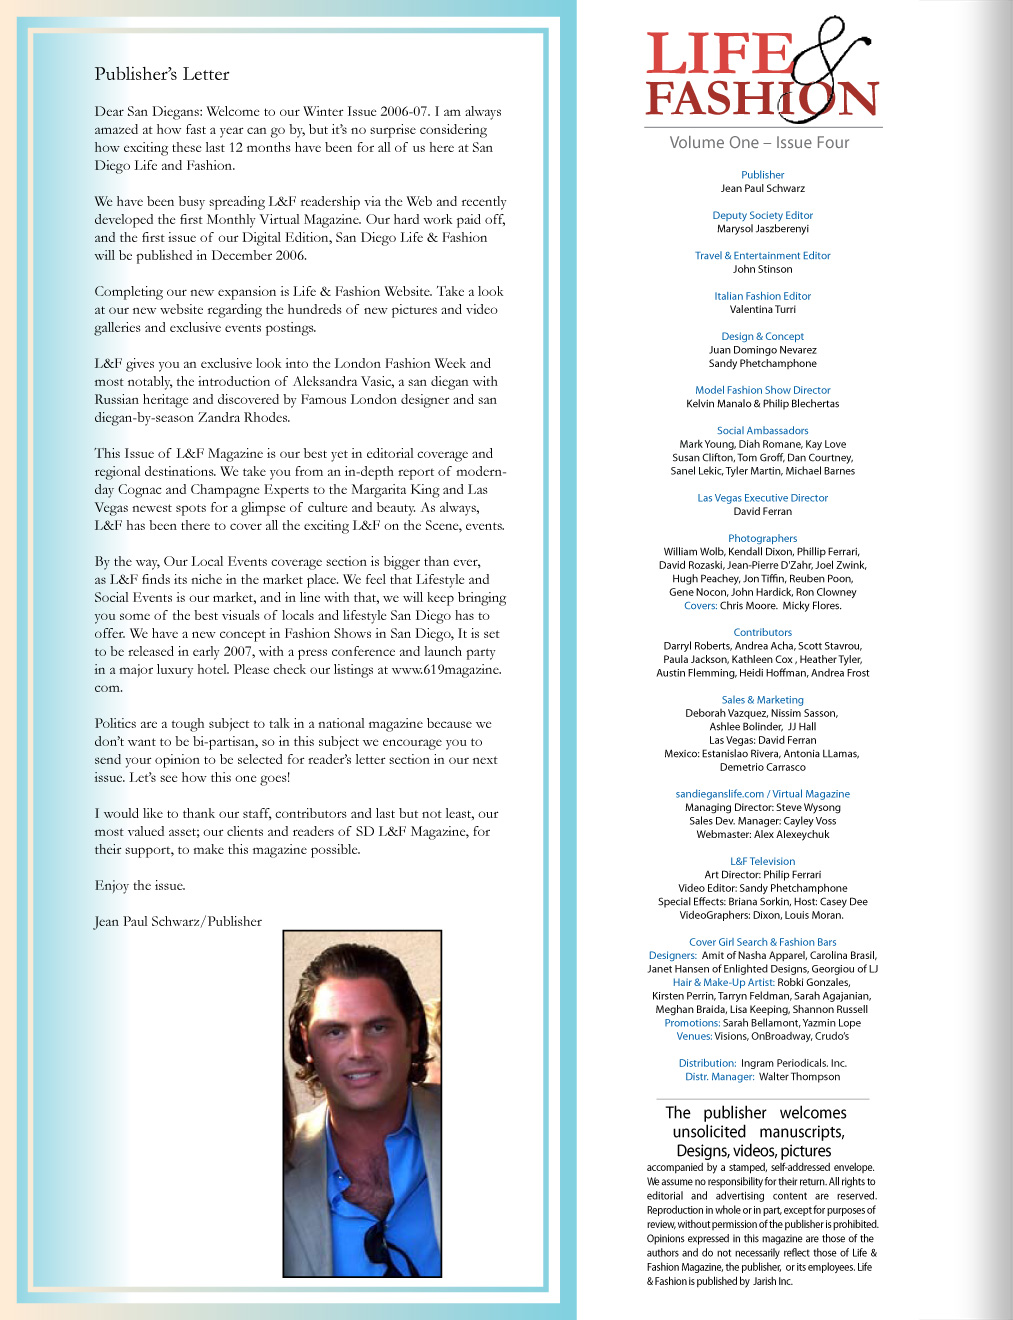 Publisher’s Letter
Dear San Diegans: Welcome to our Winter Issue 2006-07. I am always
amazed at how fast a year can go by, but it’s no surprise considering
how exciting these last 12 months have been for all of us here at San
Diego Life and Fashion.
We have been busy spreading L&F readership via the Web and recently
developed the first Monthly Virtual Magazine. Our hard work paid off,
and the first issue of our Digital Edition, San Diego Life & Fashion
will be published in December 2006.
Completing our new expansion is Life & Fashion Website. Take a look
at our new website regarding the hundreds of new pictures and video
galleries and exclusive events postings.
L&F gives you an exclusive look into the London Fashion Week and
most notably, the introduction of Aleksandra Vasic, a san diegan with
Russian heritage and discovered by Famous London designer and san
diegan-by-season Zandra Rhodes.
This Issue of L&F Magazine is our best yet in editorial coverage and
regional destinations. We take you from an in-depth report of modern-
day Cognac and Champagne Experts to the Margarita King and Las
Vegas newest spots for a glimpse of culture and beauty. As always,
L&F has been there to cover all the exciting L&F on the Scene, events.
By the way, Our Local Events coverage section is bigger than ever,
as L&F finds its niche in the market place. We feel that Lifestyle and
Social Events is our market, and in line with that, we will keep bringing
you some of the best visuals of locals and lifestyle San Diego has to
offer. We have a new concept in Fashion Shows in San Diego, It is set
to be released in early 2007, with a press conference and launch party
in a major luxury hotel. Please check our listings at www.619magazine.
com.
Politics are a tough subject to talk in a national magazine because we
don’t want to be bi-partisan, so in this subject we encourage you to
send your opinion to be selected for reader’s letter section in our next
issue. Let’s see how this one goes!
I would like to thank our staff, contributors and last but not least, our
most valued asset; our clients and readers of SD L&F Magazine, for
their support, to make this magazine possible.
Enjoy the issue.
Jean Paul Schwarz/Publisher
LIFE &
FASHION
Volume One – Issue Four
Publisher
Jean Paul Schwarz
Deputy Society Editor
Marysol Jaszberenyi
Travel & Entertainment Editor
John Stinson
Italian Fashion Editor
Valentina Turri
Design & Concept
Juan Domingo Nevarez
Sandy Phetchamphone
Model Fashion Show Director
Kelvin Manalo & Philip Blechertas
Social Ambassadors
Mark Young, Diah Romane, Kay Love
Susan Clifton, Tom Groff, Dan Courtney,
Sanel Lekic, Tyler Martin, Michael Barnes
Las Vegas Executive Director
David Ferran
Photographers
William Wolb, Kendall Dixon, Phillip Ferrari,
David Rozaski, Jean-Pierre D'Zahr, Joel Zwink,
Hugh Peachey, Jon Tiffin, Reuben Poon,
Gene Nocon, John Hardick, Ron Clowney
Covers: Chris Moore. Micky Flores.
Contributors
Darryl Roberts, Andrea Acha, Scott Stavrou,
Paula Jackson, Kathleen Cox , Heather Tyler,
Austin Flemming, Heidi Hoffman, Andrea Frost
Sales & Marketing
Deborah Vazquez, Nissim Sasson,
Ashlee Bolinder, JJ Hall
Las Vegas: David Ferran
Mexico: Estanislao Rivera, Antonia LLamas,
Demetrio Carrasco
sandieganslife.com / Virtual Magazine
Managing Director: Steve Wysong
Sales Dev. Manager: Cayley Voss
Webmaster: Alex Alexeychuk
L&F Television
Art Director: Philip Ferrari
Video Editor: Sandy Phetchamphone
Special Effects: Briana Sorkin, Host: Casey Dee
VideoGraphers: Dixon, Louis Moran.
Cover Girl Search & Fashion Bars
Designers: Amit of Nasha Apparel, Carolina Brasil,
Janet Hansen of Enlighted Designs, Georgiou of LJ
Hair & Make-Up Artist: Robki Gonzales,
Kirsten Perrin, Tarryn Feldman, Sarah Agajanian,
Meghan Braida, Lisa Keeping, Shannon Russell
Promotions: Sarah Bellamont, Yazmin Lope
Venues: Visions, OnBroadway, Crudo’s
Distribution: Ingram Periodicals. Inc.
Distr. Manager: Walter Thompson
The publisher welcomes
unsolicited manuscripts,
Designs, videos, pictures
accompanied by a stamped, self-addressed envelope.
We assume no responsibility for their return. All rights to
editorial and advertising content are reserved.
Reproduction in whole or in part, except for purposes of
review, without permission of the publisher is prohibited.
Opinions expressed in this magazine are those of the
authors and do not necessarily reflect those of Life &
Fashion Magazine, the publisher, or its employees. Life
& Fashion is published by Jarish Inc.